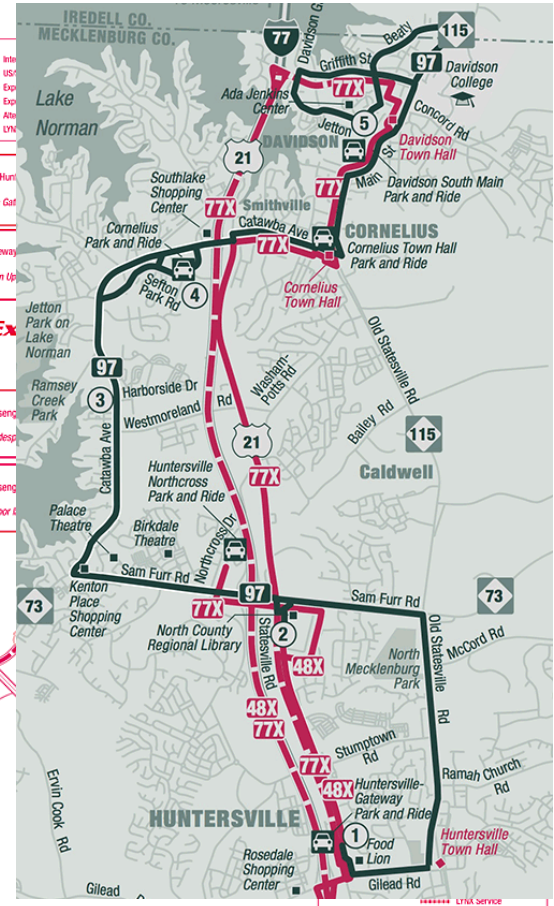 IREDELL CO.
MECKLENBURG CO.
77
Davidson G
Beaty
115
97
Griffith St
77X
Davidson
College
Ada Jenkins
Center
Jetton
5
Concord Rd
Lake
Norman
DAVIDSON
Davidson
Town Hall
21
Main St
Davidson South Main
Park and Ride
Southlake
Shopping
Center
Smithville
77X
77X
Catawba Ave
77X
CORNELIUS
Cornelius Town Hall
Park and Ride
Cornelius
Park and Ride
Sefton
Park Rd
4
Cornelius
Town Hall
Jetton
Park on
Lake
Norman
97
Ramsey
Creek
Park
3
Harborside Dr
Westmoreland Rd
Washam-
Potts Rd
Old Statesville Rd
Bailey Rd
115
21
77X
Caldwell
Catawba Ave
Huntersville
Northcross
Park and Ride
Palace
Theatre
Birkdale
Theatre
Northcross Dr
73
Kenton
Place
Shopping
Center
Sam Furr Rd
97
77X
Sam Furr Rd
73
North County
Regional Library
Statesville Rd
2
48X
Old Statesville Rd
McCord Rd
North
Mecklenburg
Park
48X
77X
Stumptown
Rd
77X
48X
Ramah Church
Rd
Ervin Cook Rd
Huntersville-
Gateway
Park and Ride
HUNTERSVILLE
1
Food
Lion
Huntersville
Town Hall
Rosedale
Shopping
Center
Gilead Rd
Gilead
LYNX Service